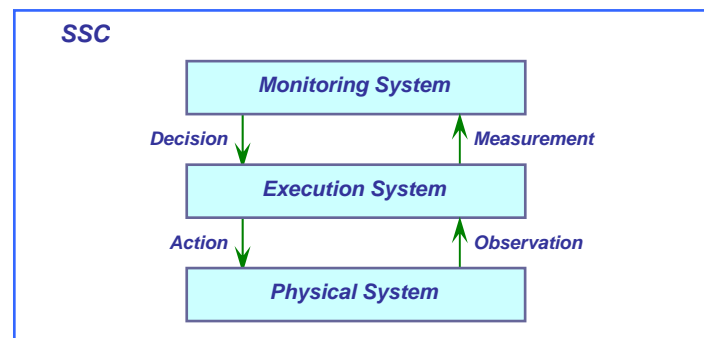 SSC
Monitoring System
Decision
Measurement
Execution System
Action
Observation
Physical System